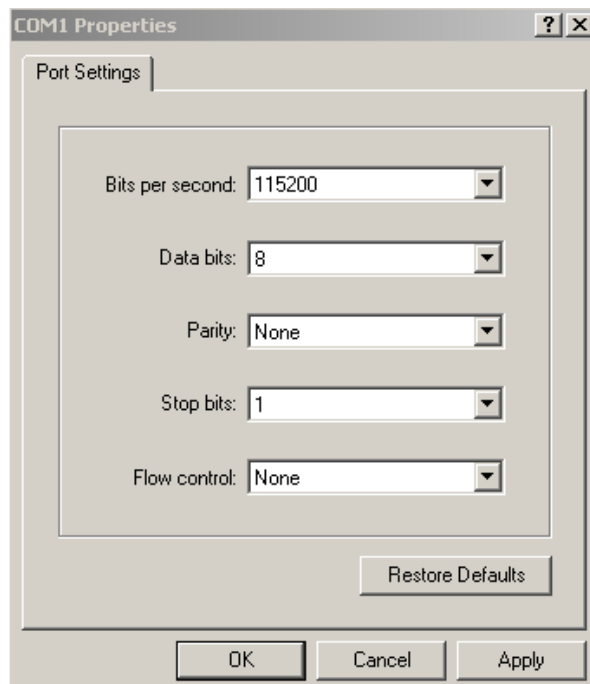 COM1 Properties
Port Settings
Bits per second: 115200
Data bits: 8
Parity: None
Stop bits: 1
Flow control: None
Restore Defaults
OK Cancel Apply